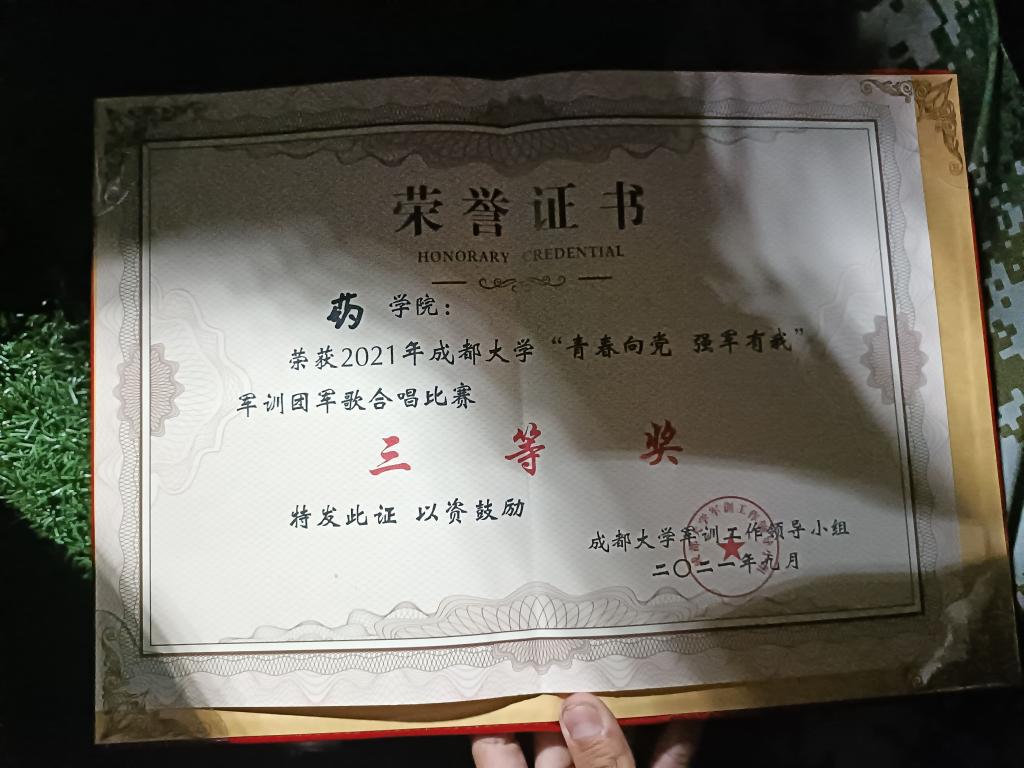 荣誉证书
HONORARY CREDENTIAL
药 学院：
荣获2021年成都大学“青春向党 强军有我”
军训团军歌合唱比赛
三等奖
特发此证 以资鼓励
成都大学军训工作领导小组
二〇二一年九月